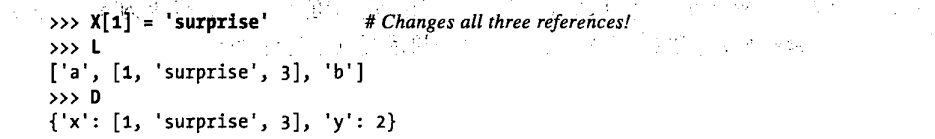 >>> X[1] = 'surprise' # Changes all three references!
>>> L
['a', [1, 'surprise', 3], 'b']
>>> D
{'x': [1, 'surprise', 3], 'y': 2}